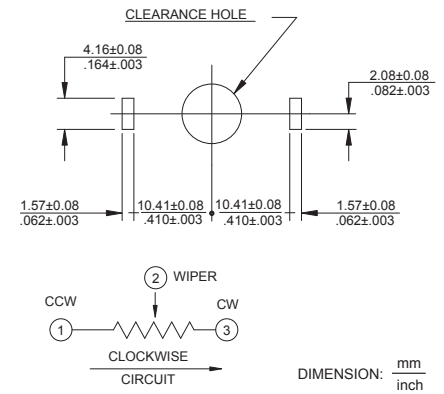 CLEARANCE HOLE
4.16±0.08
.164±.003
2.08±0.08
.082±.003
1.57±0.08
.062±.003
10.41±0.08
.410±.003
10.41±0.08
.410±.003
1.57±0.08
.062±.003
2 WIPER
CCW
CW
1
3
CLOCKWISE
CIRCUIT
DIMENSION: mm
inch